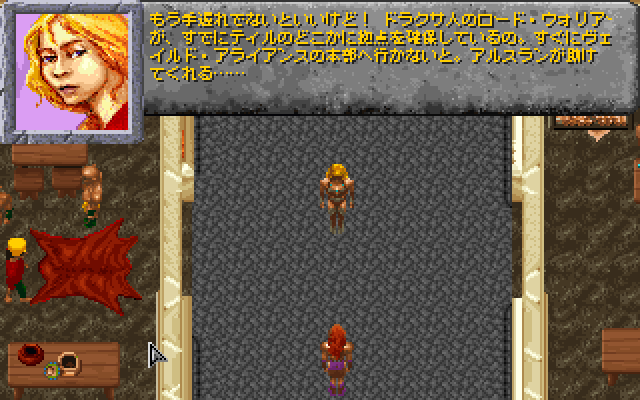 もう手遅れでないといいけど！ ドラクサ人のロード・ウォリアー
が、すでにティルのどこかに拠点を確保しているの。すぐにヴェ
イルド・アライアンスの本部へ行かないと。アルスランが助け
てくれる……